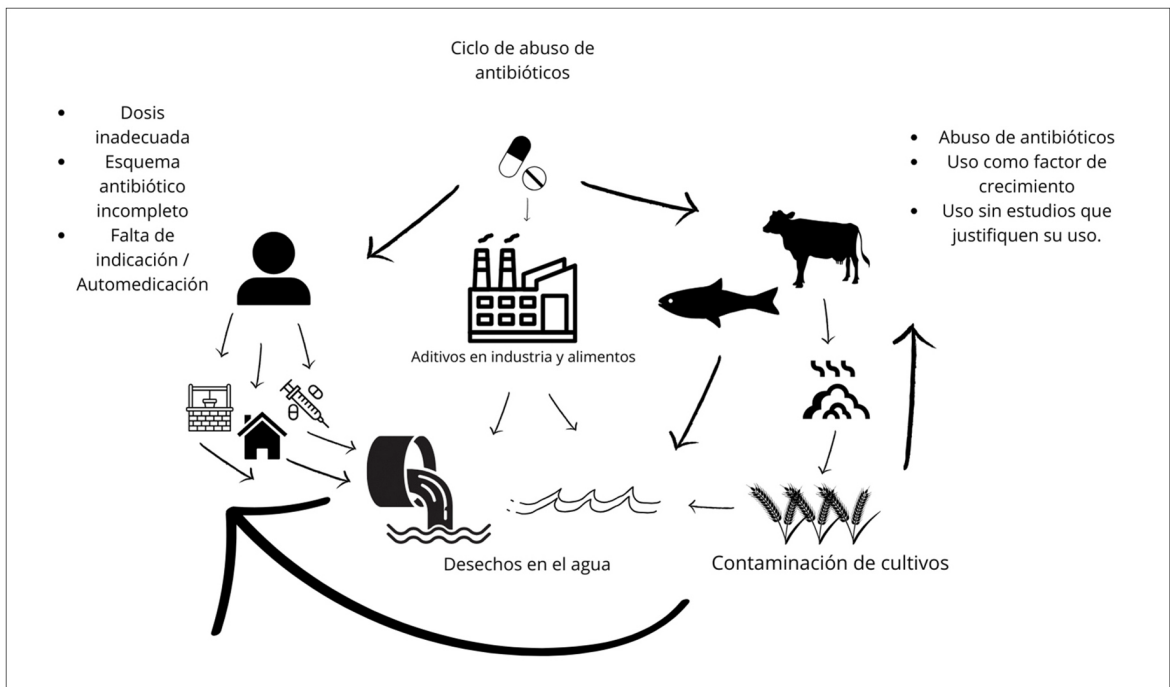 Ciclo de abuso de
antibióticos
• Dosis
inadecuada
• Esquema
antibiótico
incompleto
• Falta de
indicación /
Automedicación
• Abuso de antibióticos
• Uso como factor de
crecimiento
• Uso sin estudios que
justifiquen su uso.
Aditivos en industria y alimentos
Desechos en el agua
Contaminación de cultivos